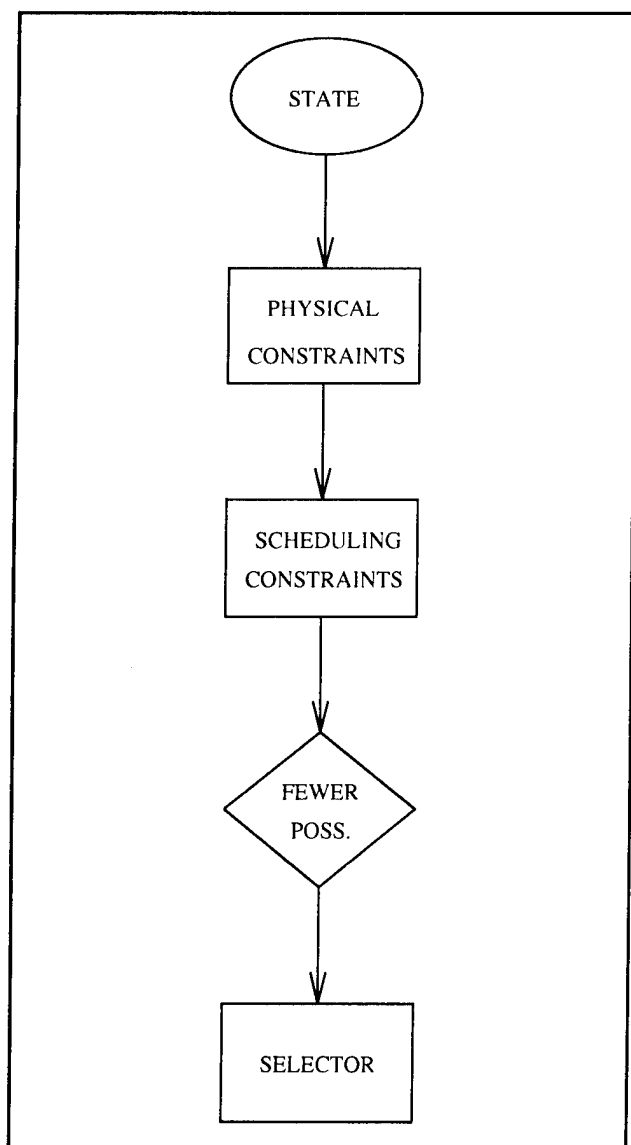 STATE
PHYSICAL
CONSTRAINTS
SCHEDULING
CONSTRAINTS
FEWER
POSS.
SELECTOR